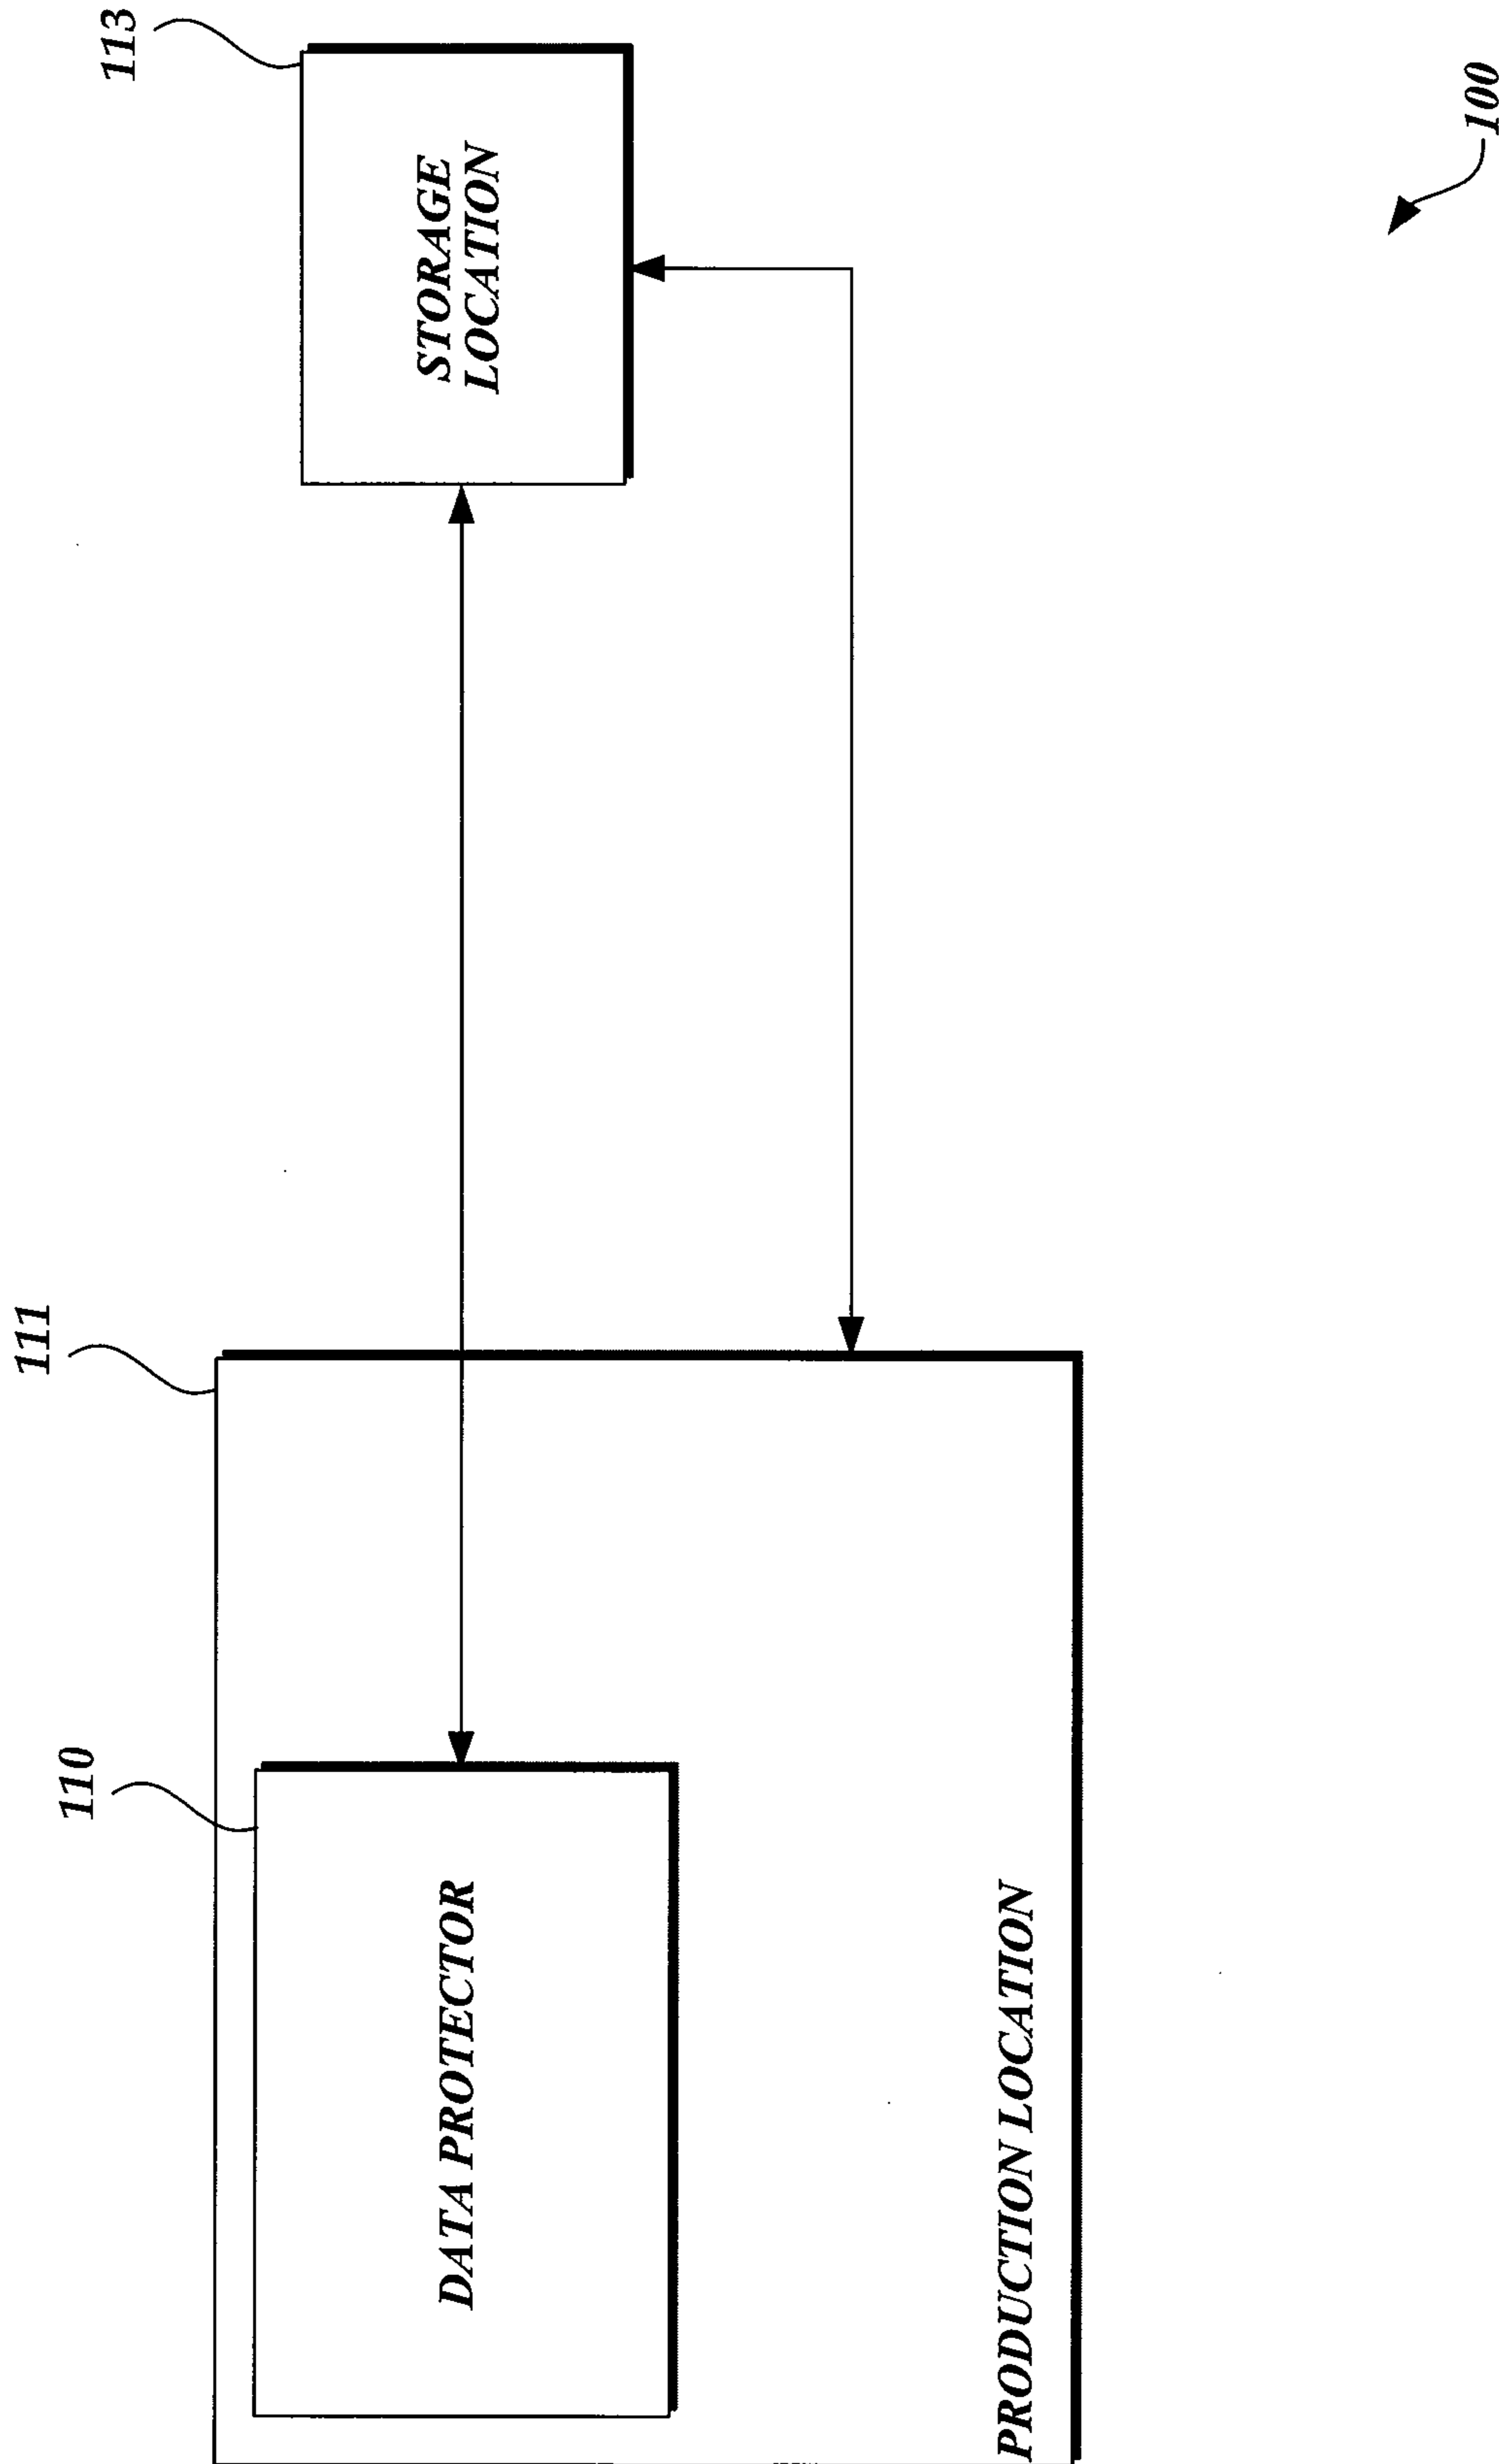 110
111
113
DATA PROTECTOR
STORAGE
LOCATION
PRODUCTION LOCATION
100